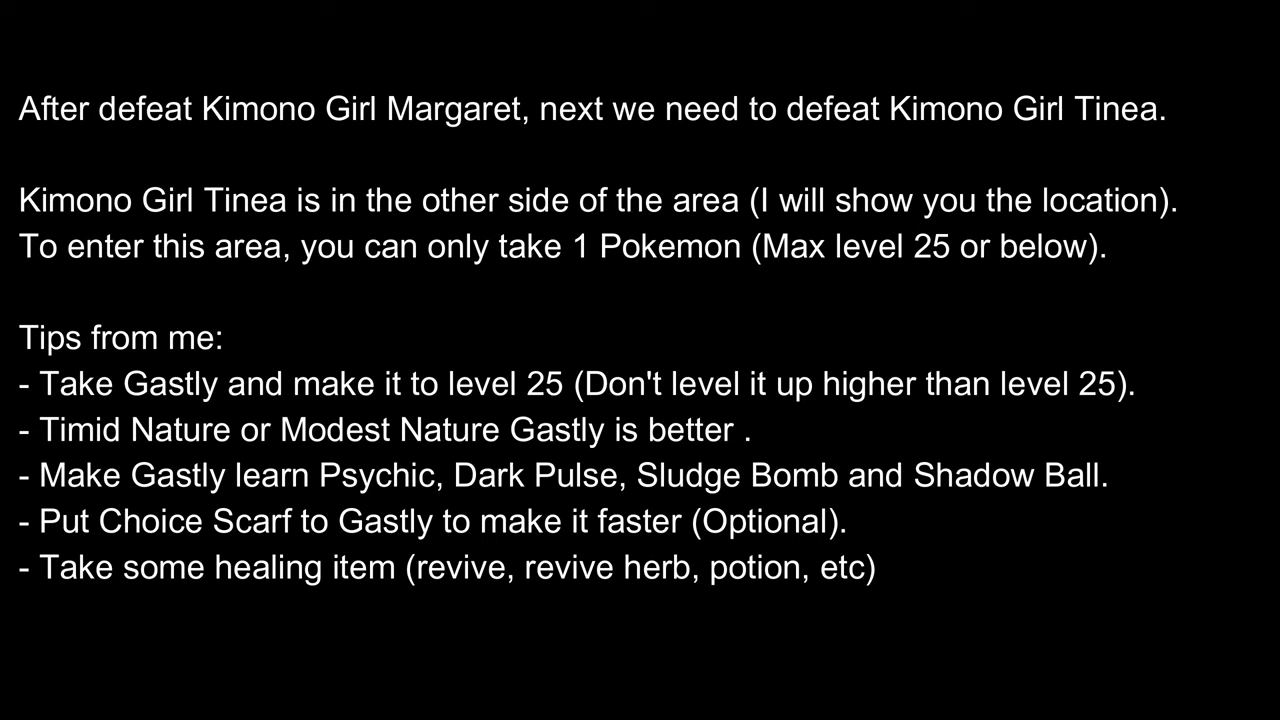 After defeat Kimono Girl Margaret, next we need to defeat Kimono Girl Tinea.
Kimono Girl Tinea is in the other side of the area (I will show you the location).
To enter this area, you can only take 1 Pokemon (Max level 25 or below).
Tips from me:
- Take Gastly and make it to level 25 (Don't level it up higher than level 25).
- Timid Nature or Modest Nature Gastly is better .
- Make Gastly learn Psychic, Dark Pulse, Sludge Bomb and Shadow Ball.
- Put Choice Scarf to Gastly to make it faster (Optional).
- Take some healing item (revive, revive herb, potion, etc)